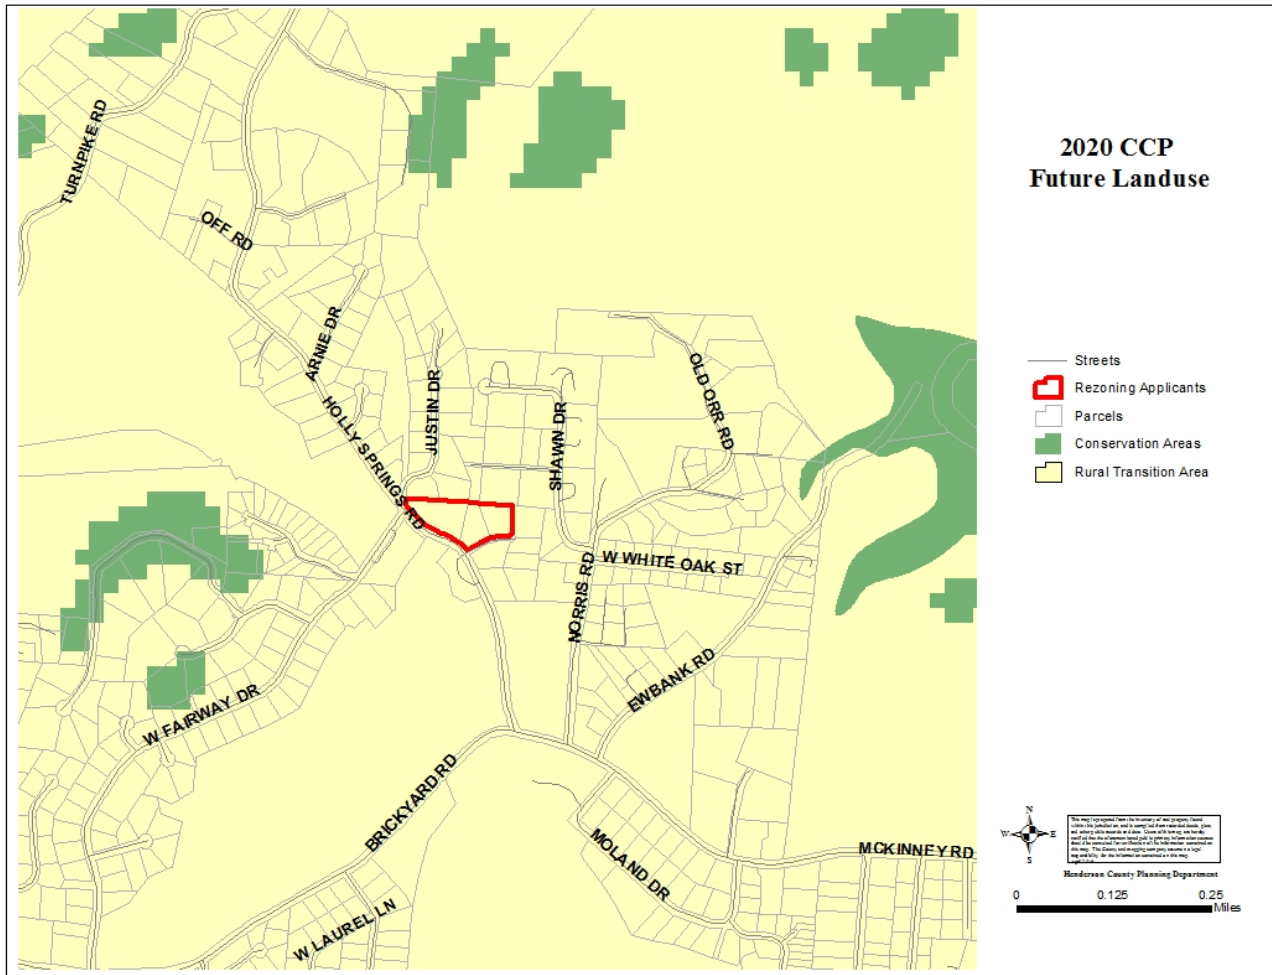 2020 CCP
Future Landuse
TURNPIKE RD
OFF RD
ARNIE DR
HOLLY SPRINGS RD
JUSTIN DR
SHAWN DR
OLD ORR RD
W WHITE OAK ST
NORRIS RD
EWBANK RD
W FAIRWAY DR
BRICKYARD RD
MOLAND DR
MCKINNEY RD
W LAUREL LN
Streets
Rezoning Applicants
Parcels
Conservation Areas
Rural Transition Area
N
W E
S
Henderson County Planning Department
0 0.125 0.25
Miles